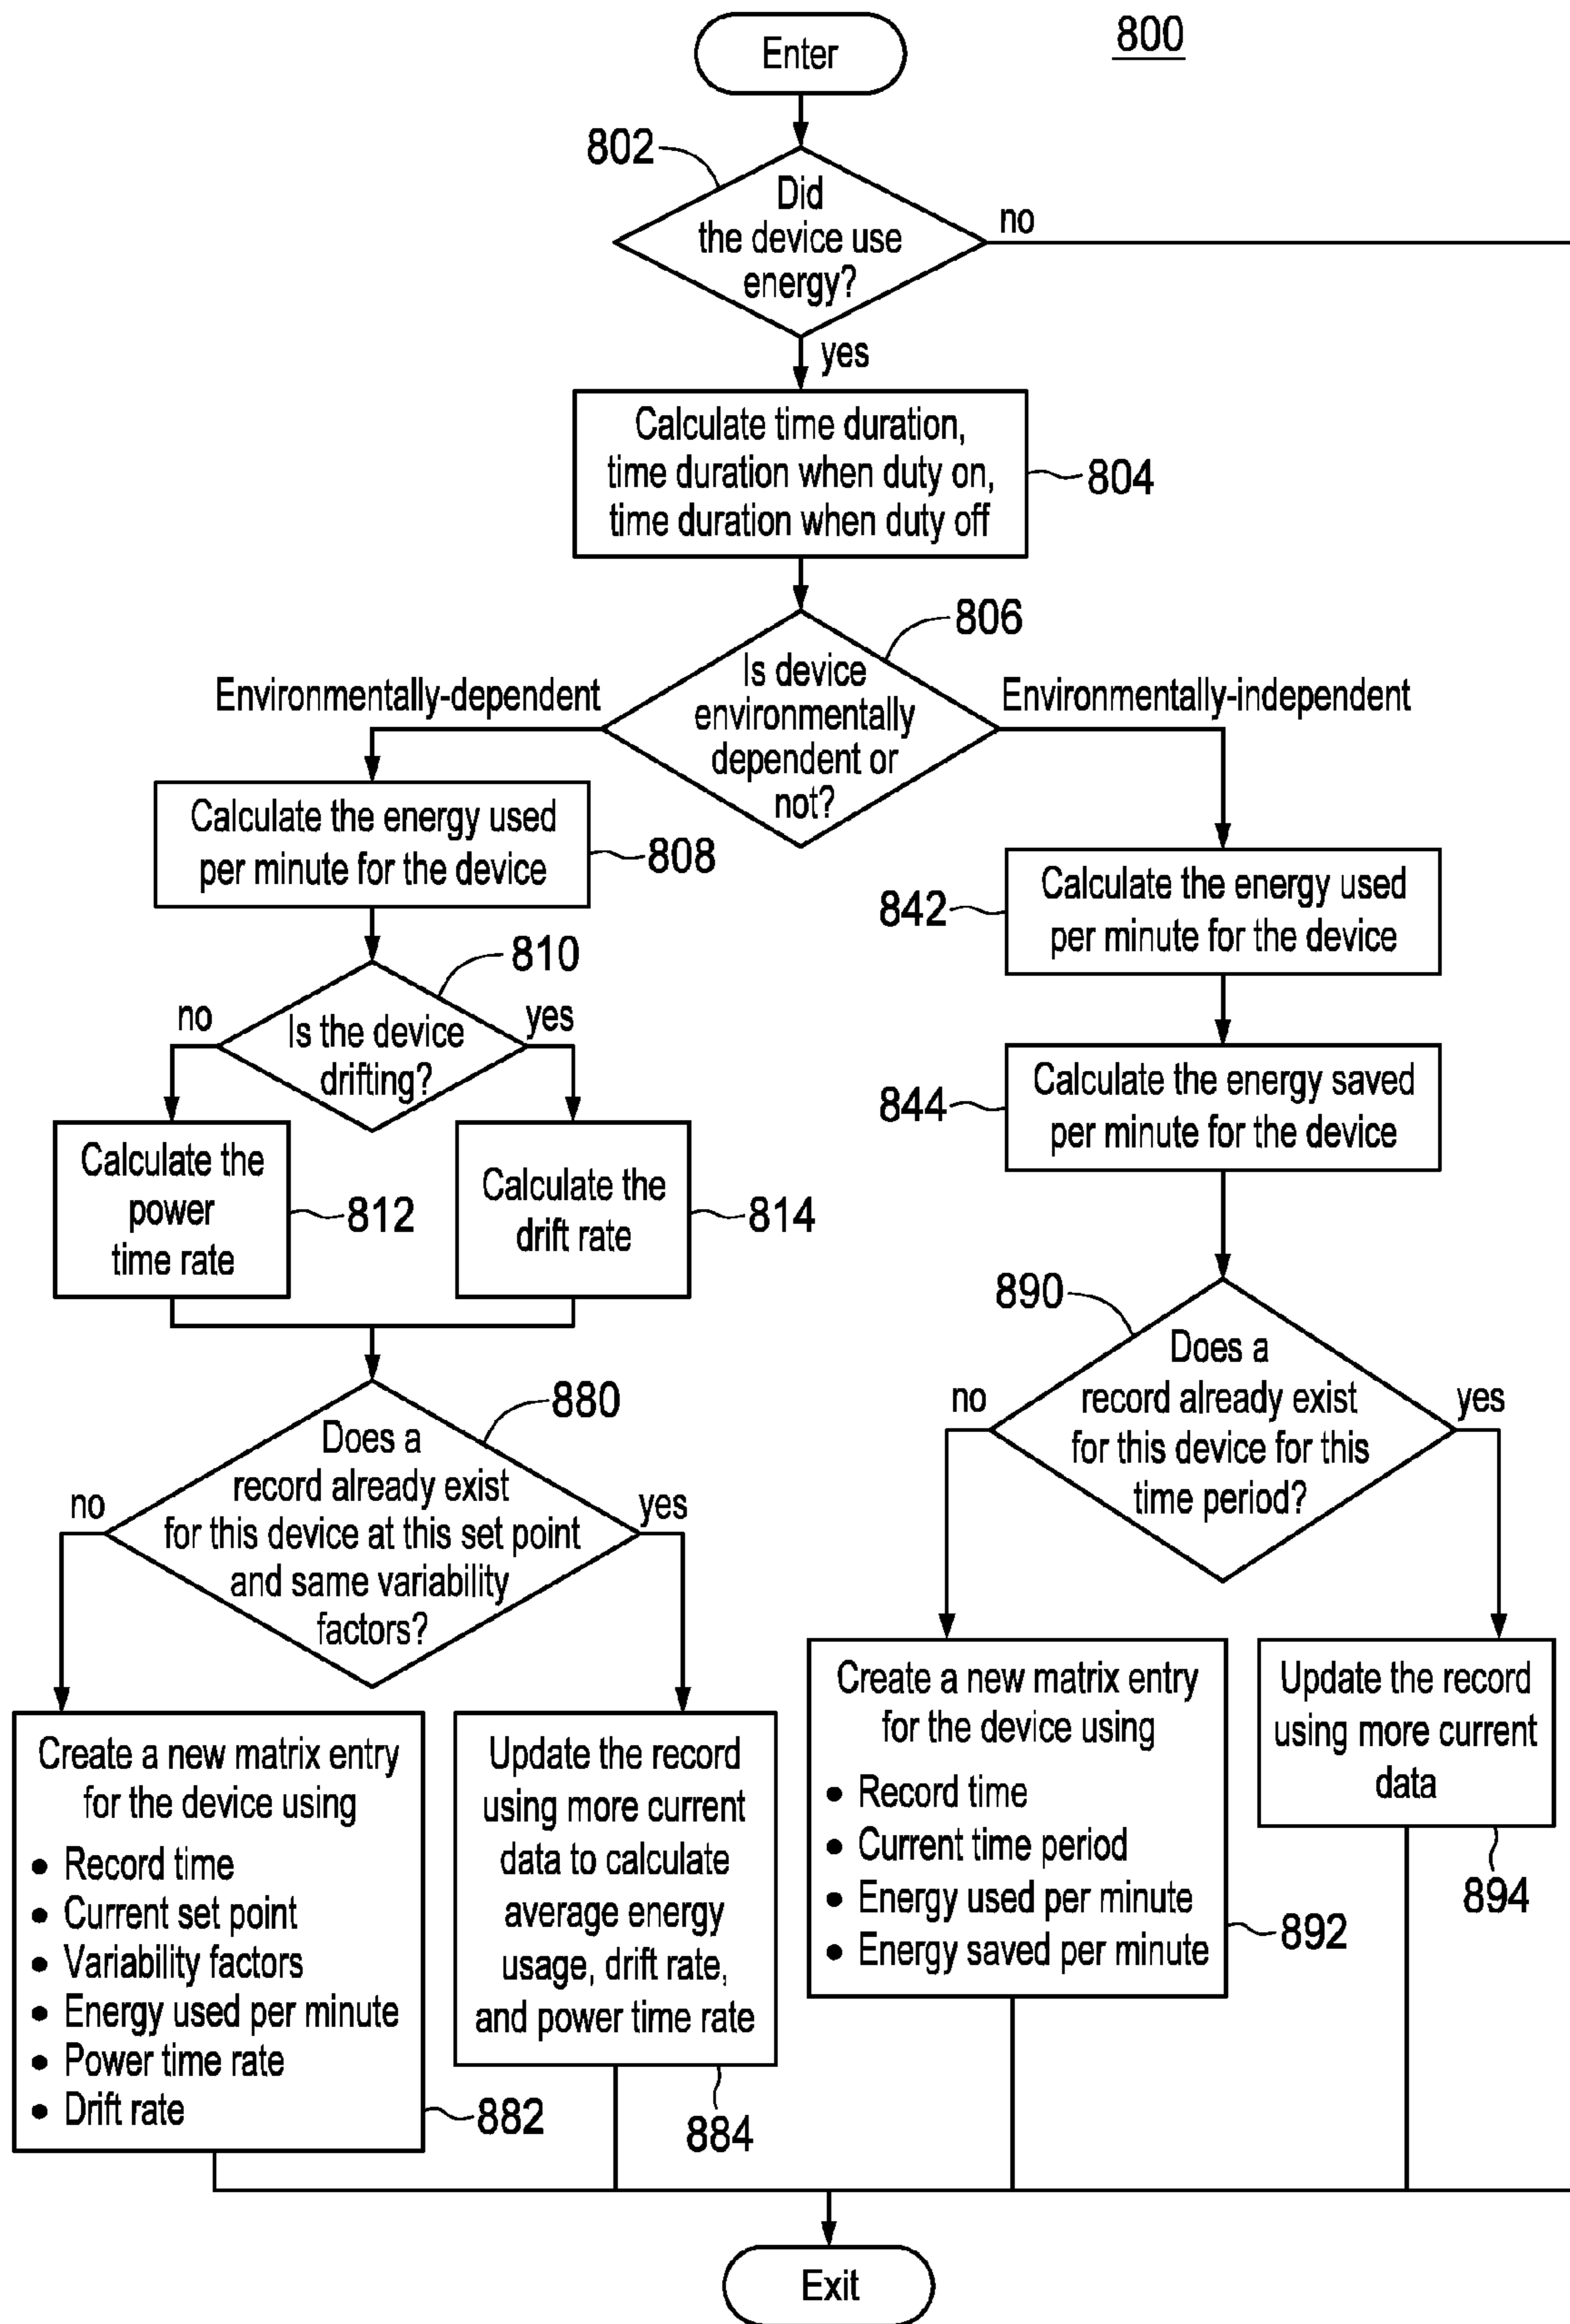 800
Enter
802
Did
the device use
energy?
no
yes
Calculate time duration,
time duration when duty on,
time duration when duty off
804
806
Is device
environmentally
dependent or
not?
Environmentally-dependent
Environmentally-independent
Calculate the energy used
per minute for the device
808
810
Is the device
drifting?
no
yes
Calculate the
power
time rate
812
Calculate the
drift rate
814
880
Does a
record already exist
for this device at this set point
and same variability
factors?
no
yes
Create a new matrix entry
for the device using
• Record time
• Current set point
• Variability factors
• Energy used per minute
• Power time rate
• Drift rate
882
Update the record
using more current
data to calculate
average energy
usage, drift rate,
and power time rate
884
842
Calculate the energy used
per minute for the device
844
Calculate the energy saved
per minute for the device
890
Does a
record already exist
for this device for this
time period?
no
yes
Create a new matrix entry
for the device using
• Record time
• Current time period
• Energy used per minute
• Energy saved per minute
892
Update the record
using more current
data
894
Exit